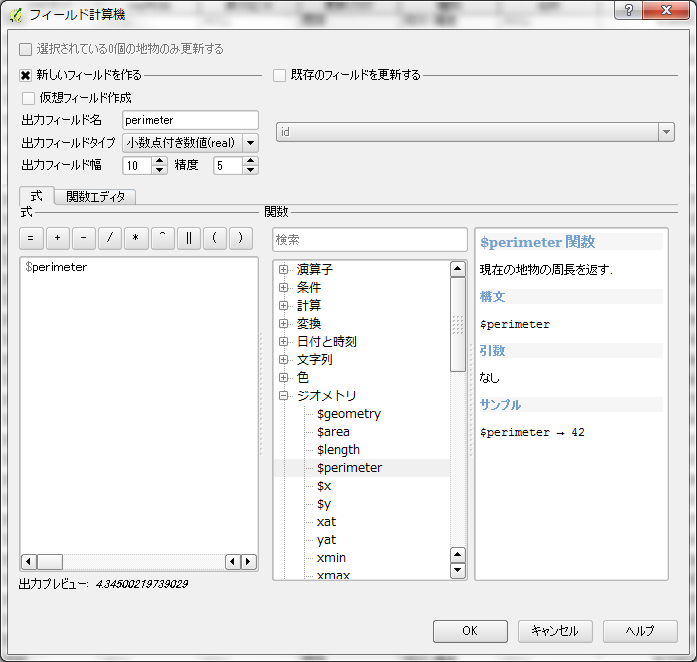 フィールド計算機
選択されている0個の地物のみ更新する
新しいフィールドを作る
既存のフィールドを更新する
仮想フィールド作成
出力フィールド名 perimeter
id
出力フィールドタイプ 小数点付き数値(real)
出力フィールド幅 10 精度 5
式 関数エディタ
式
関数
= + - / * ^ || ( )
検索
$perimeter
演算子
条件
計算
変換
日付と時刻
文字列
色
ジオメトリ
$geometry
$area
$length
$perimeter
$x
$y
xat
yat
xmin
xmax
$perimeter 関数
現在の地物の周長を返す.
構文
$perimeter
引数
なし
サンプル
$perimeter → 42
出力プレビュー: 4.34500219739029
OK キャンセル ヘルプ